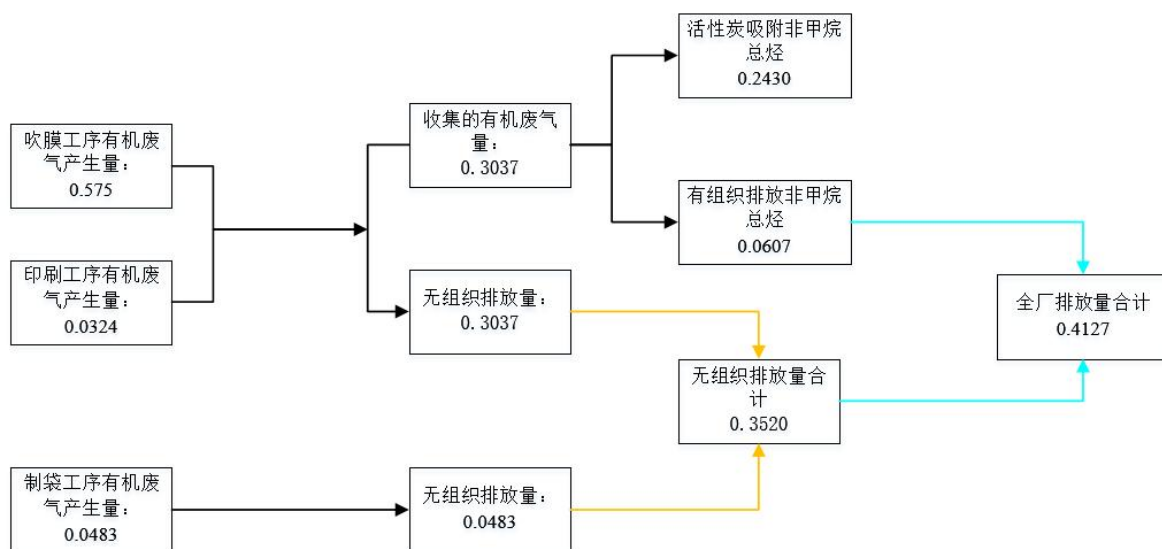 活性炭吸附非甲烷
总烃
0.2430
收集的有机废气
量：
0.3037
吹膜工序有机废
气产生量：
0.575
有组织排放非甲烷
总烃
0.0607
印刷工序有机废
气产生量：
0.0324
无组织排放量：
0.3037
全厂排放量合计
0.4127
无组织排放量合
计
0.3520
制袋工序有机废
气产生量：
0.0483
无组织排放量：
0.0483